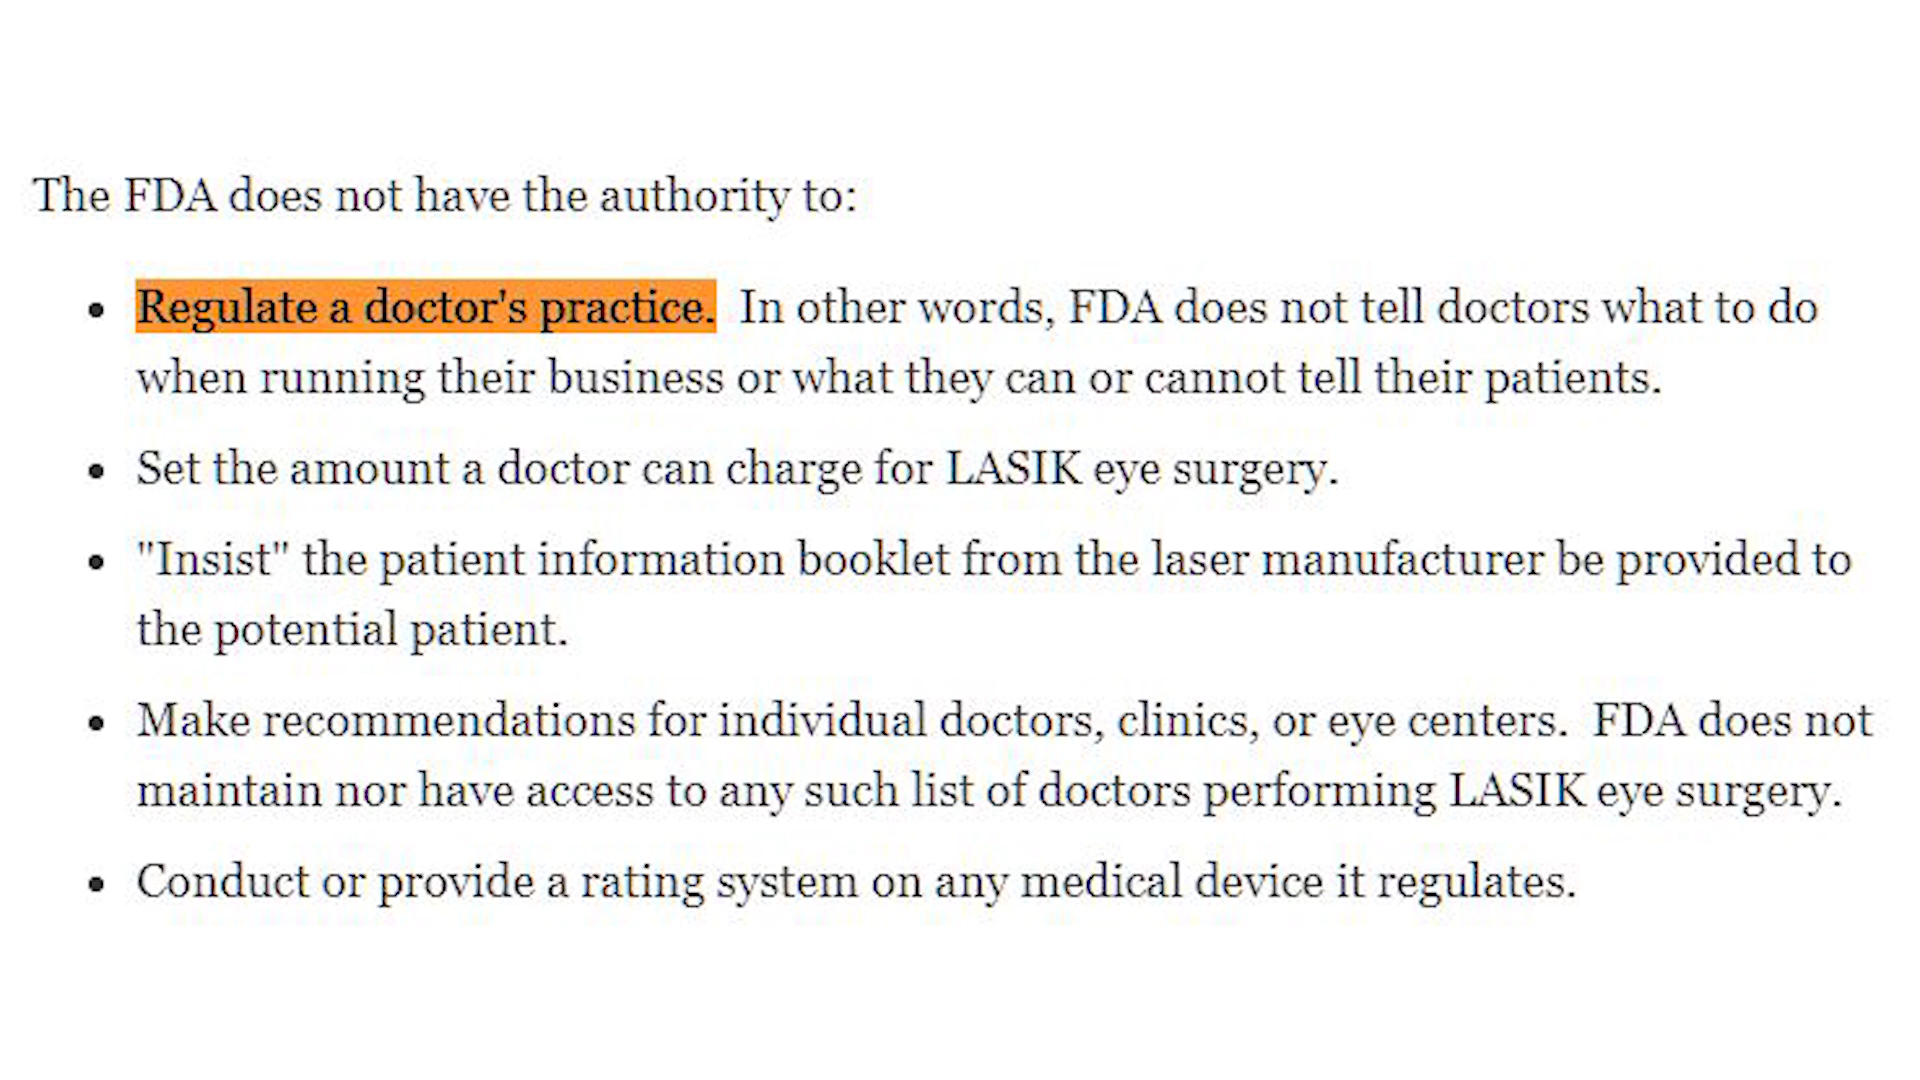 The FDA does not have the authority to:
• Regulate a doctor's practice.  In other words, FDA does not tell doctors what to do
when running their business or what they can or cannot tell their patients.
• Set the amount a doctor can charge for LASIK eye surgery.
• "Insist" the patient information booklet from the laser manufacturer be provided to
the potential patient.
• Make recommendations for individual doctors, clinics, or eye centers.  FDA does not
maintain nor have access to any such list of doctors performing LASIK eye surgery.
• Conduct or provide a rating system on any medical device it regulates.